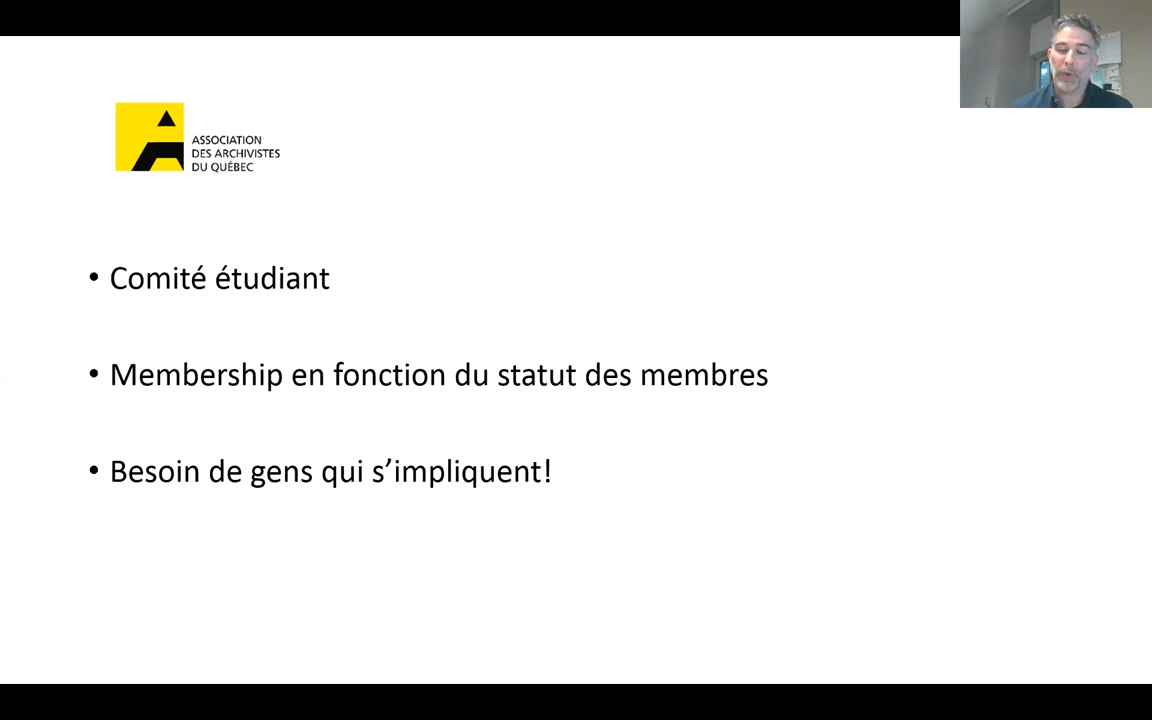 ASSOCIATION
DES ARCHIVISTES
DU QUÉBEC
• Comité étudiant
• Membership en fonction du statut des membres
• Besoin de gens qui s’impliquent!